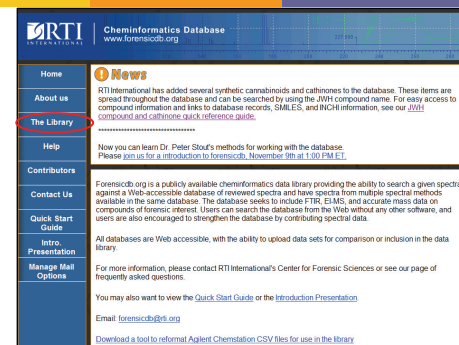 RTI
INTERNATIONAL
Cheminformatics Database
www.forensicdb.org
Home
About us
The Library
Help
Contributors
Contact Us
Quick Start
Guide
Intro.
Presentation
Manage Mail
Options
News
RTI International has added several synthetic cannabinoids and cathinones to the database. These items are
spread throughout the database and can be searched by using the JWH compound name. For easy access to
compound information and links to database records, SMILES, and INCHI information, see our JWH
compound and cathinone quick reference guide.
Now you can learn Dr. Peter Stout's methods for working with the database.
Please join us for a introduction to forensicdb, November 9th at 1:00 PM ET.
Forensicdb.org is a publicly available cheminformatics data library providing the ability to search a given spectra
against a Web-accessible database of reviewed spectra and have spectra from multiple spectral methods
available in the same database. The database seeks to include FTIR, EI-MS, and accurate mass data on
compounds of forensic interest. Users can search the database from the Web without any other software, and
users are also encouraged to strengthen the database by contributing spectral data.
All databases are Web accessible, with the ability to upload data sets for comparison or inclusion in the data
library.
For more information, please contact RTI International's Center for Forensic Sciences or see our page of
frequently asked questions.
You may also want to view the Quick Start Guide or the Introduction Presentation.
Email: forensicdb@rti.org
Download a tool to reformat Agilent Chemstation CSV files for use in the library